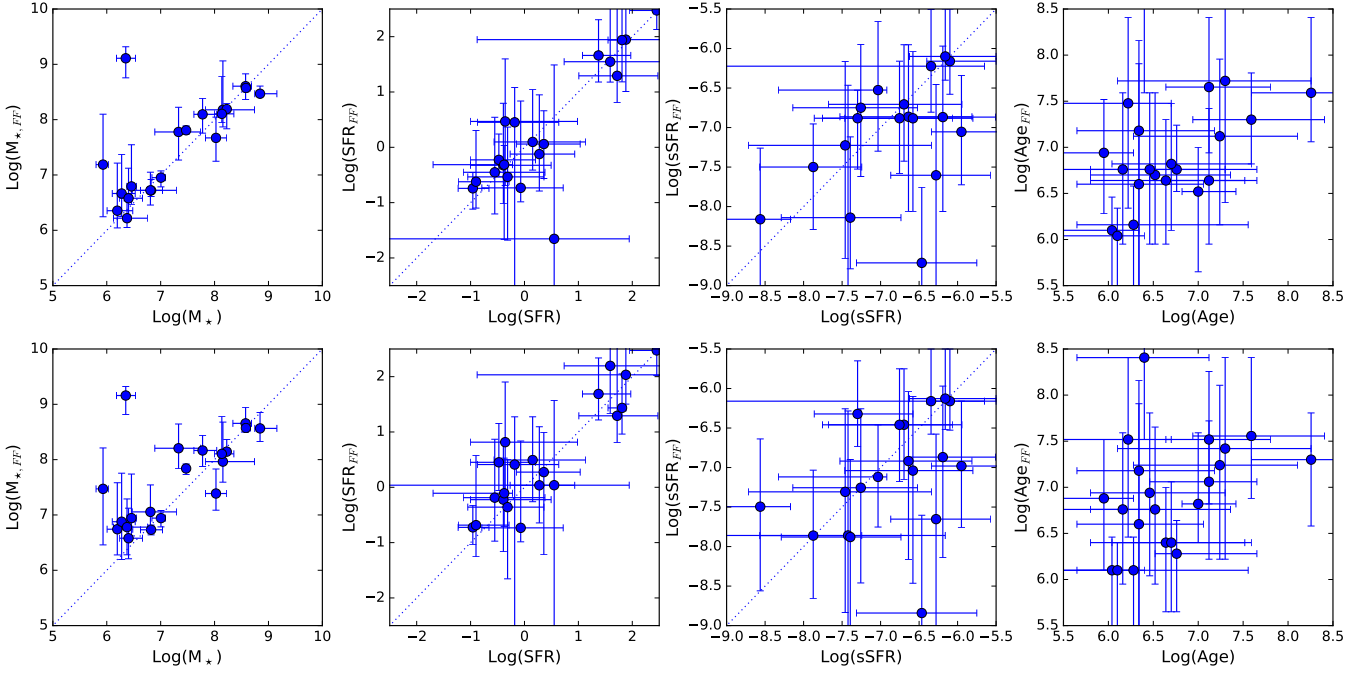 10 9 8 7 6 5
Log(M⋆,FF)
5 6 7 8 9 10
Log(M⋆)
2 1 0 −1 −2
Log(SFR_FF)
−2 −1 0 1 2
Log(SFR)
−5.5 −6.0 −6.5 −7.0 −7.5 −8.0 −8.5 −9.0
Log(sSFR_FF)
−9.0 −8.5 −8.0 −7.5 −7.0 −6.5 −6.0 −5.5
Log(sSFR)
8.5 8.0 7.5 7.0 6.5 6.0 5.5
Log(Age_FF)
5.5 6.0 6.5 7.0 7.5 8.0 8.5
Log(Age)
10 9 8 7 6 5
Log(M⋆,FF)
5 6 7 8 9 10
Log(M⋆)
2 1 0 −1 −2
Log(SFR_FF)
−2 −1 0 1 2
Log(SFR)
−5.5 −6.0 −6.5 −7.0 −7.5 −8.0 −8.5 −9.0
Log(sSFR_FF)
−9.0 −8.5 −8.0 −7.5 −7.0 −6.5 −6.0 −5.5
Log(sSFR)
8.5 8.0 7.5 7.0 6.5 6.0 5.5
Log(Age_FF)
5.5 6.0 6.5 7.0 7.5 8.0 8.5
Log(Age)